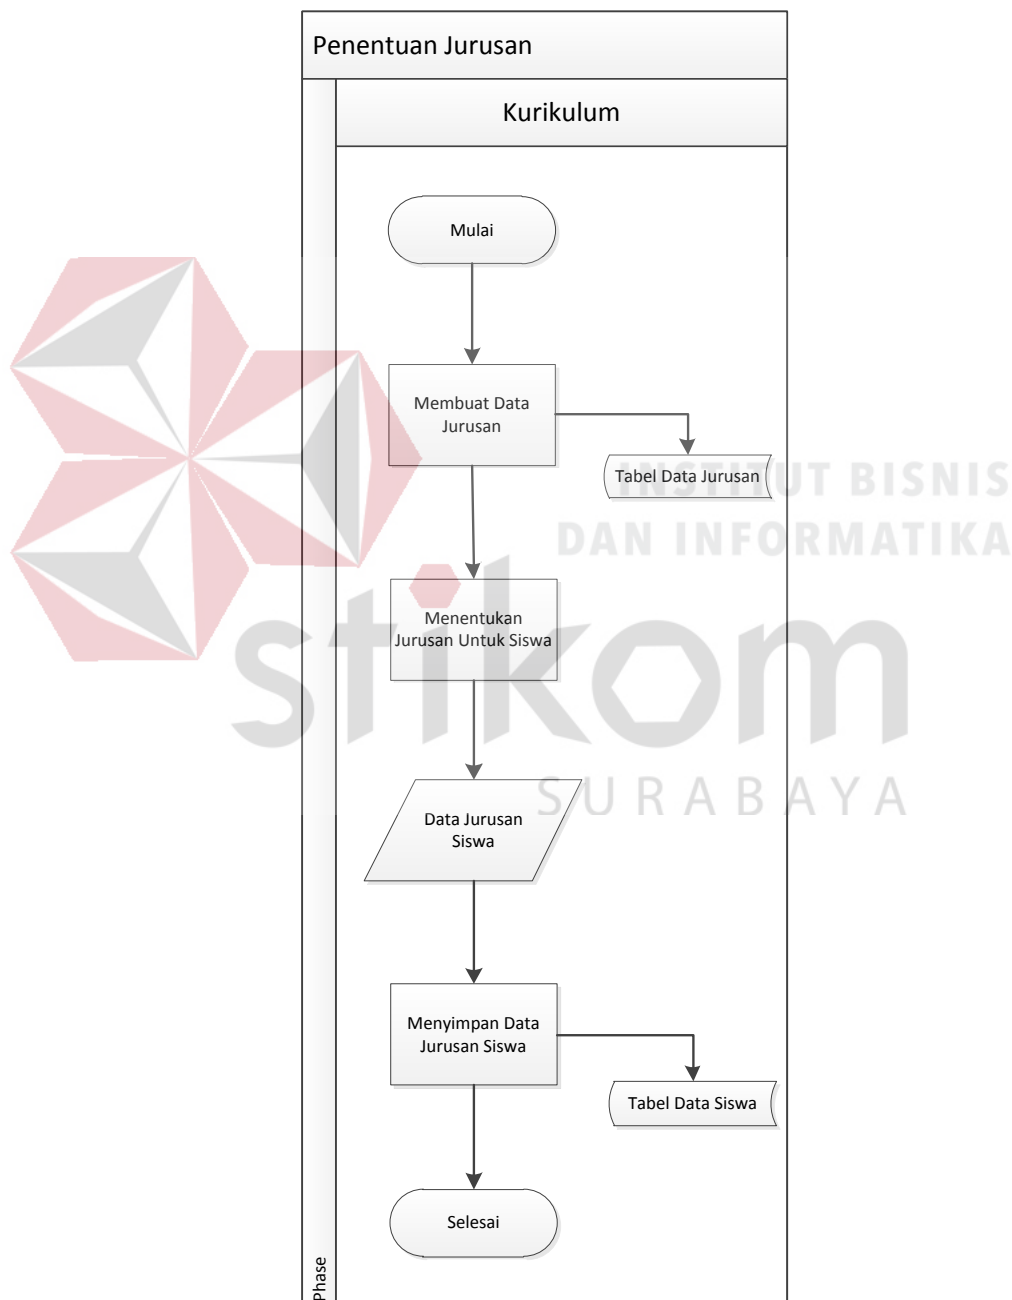 Penentuan Jurusan
Kurikulum
Mulai
Membuat Data
Jurusan
Tabel Data Jurusan
INSTITUT BISNIS
DAN INFORMATIKA
Menentukan
Jurusan Untuk Siswa
stikom
SURABAYA
Data Jurusan
Siswa
Menyimpan Data
Jurusan Siswa
Tabel Data Siswa
Selesai
Phase